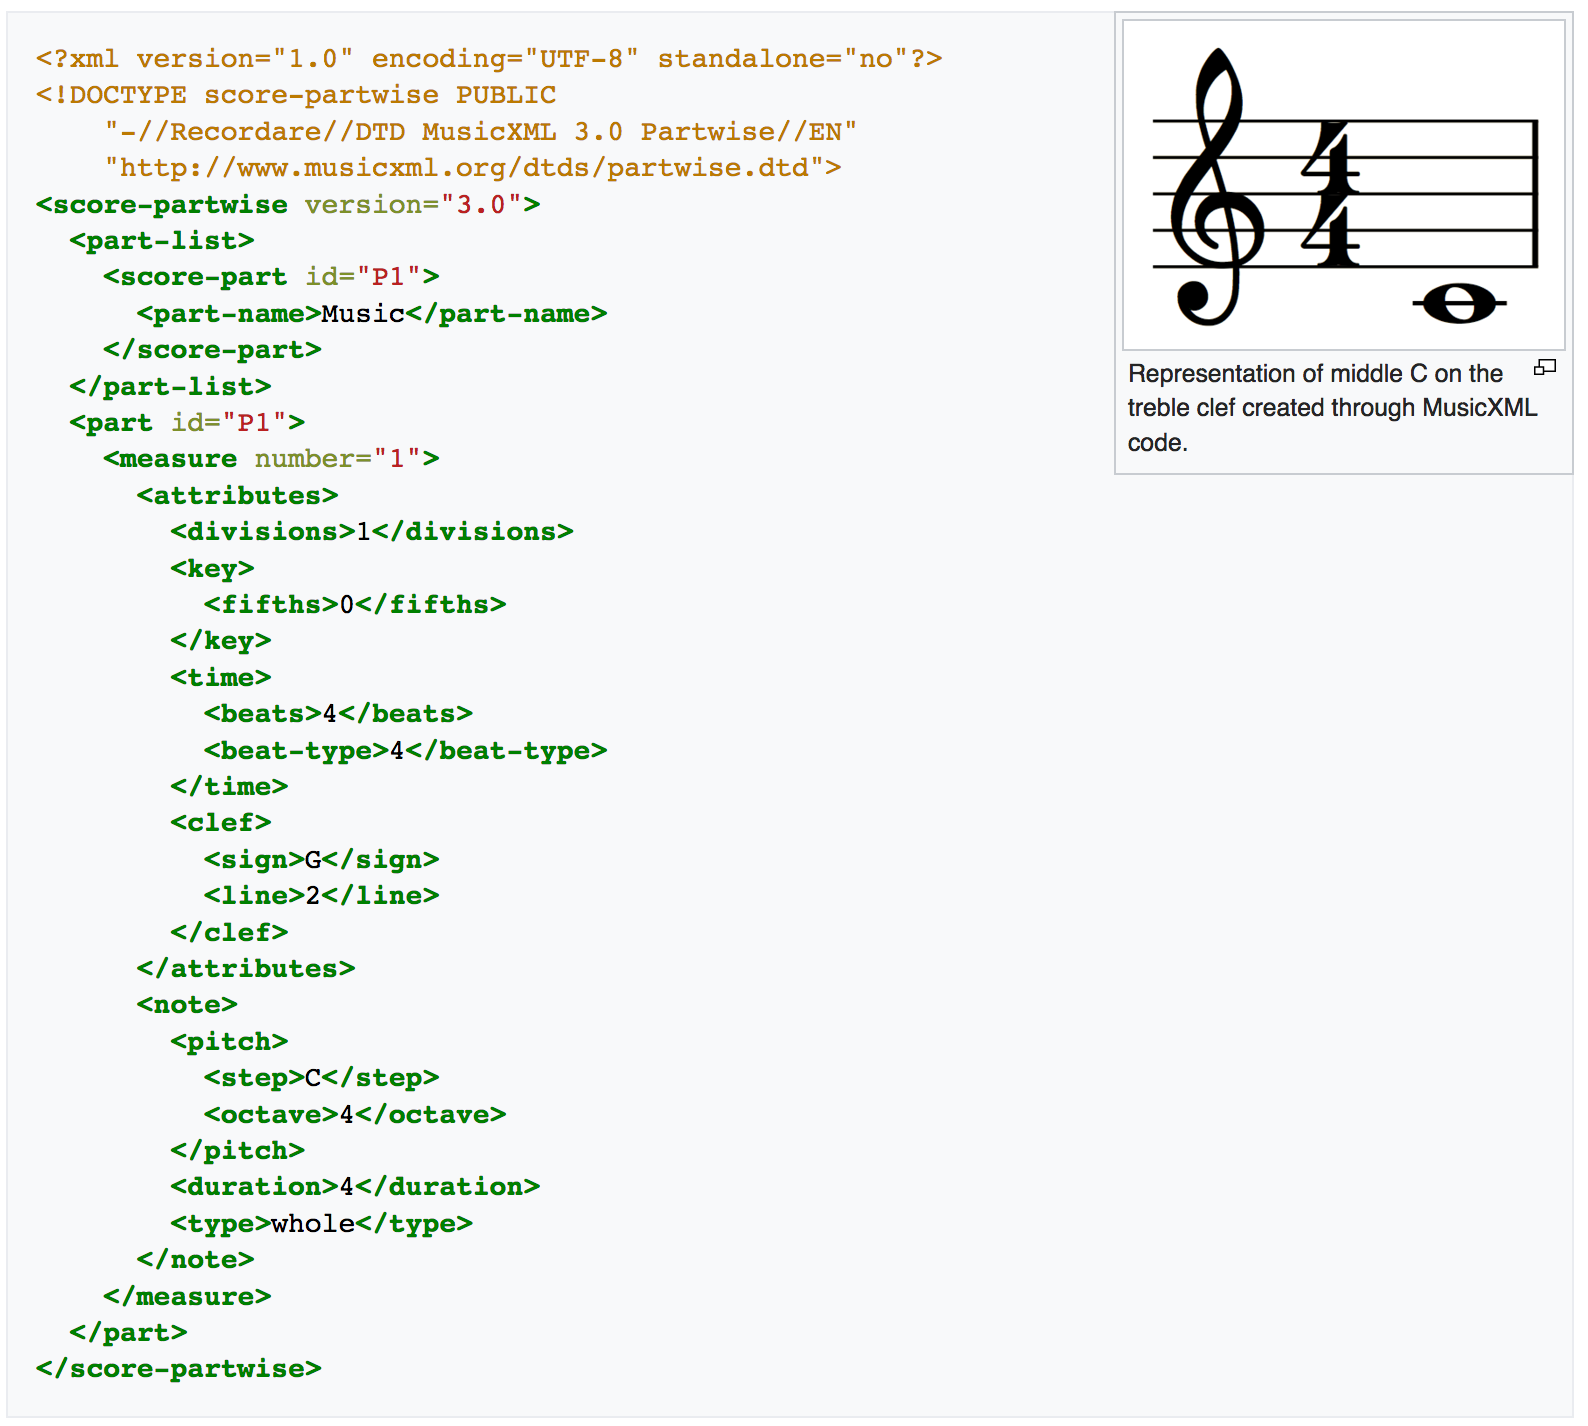 <?xml version="1.0" encoding="UTF-8" standalone="no"?>
<!DOCTYPE score-partwise PUBLIC
    "-//Recordare//DTD MusicXML 3.0 Partwise//EN"
    "http://www.musicxml.org/dtds/partwise.dtd">
<score-partwise version="3.0">
  <part-list>
    <score-part id="P1">
      <part-name>Music</part-name>
    </score-part>
  </part-list>
  <part id="P1">
    <measure number="1">
      <attributes>
        <divisions>1</divisions>
        <key>
          <fifths>0</fifths>
        </key>
        <time>
          <beats>4</beats>
          <beat-type>4</beat-type>
        </time>
        <clef>
          <sign>G</sign>
          <line>2</line>
        </clef>
      </attributes>
      <note>
        <pitch>
          <step>C</step>
          <octave>4</octave>
        </pitch>
        <duration>4</duration>
        <type>whole</type>
      </note>
    </measure>
  </part>
</score-partwise>
4
4
Representation of middle C on the
treble clef created through MusicXML
code.